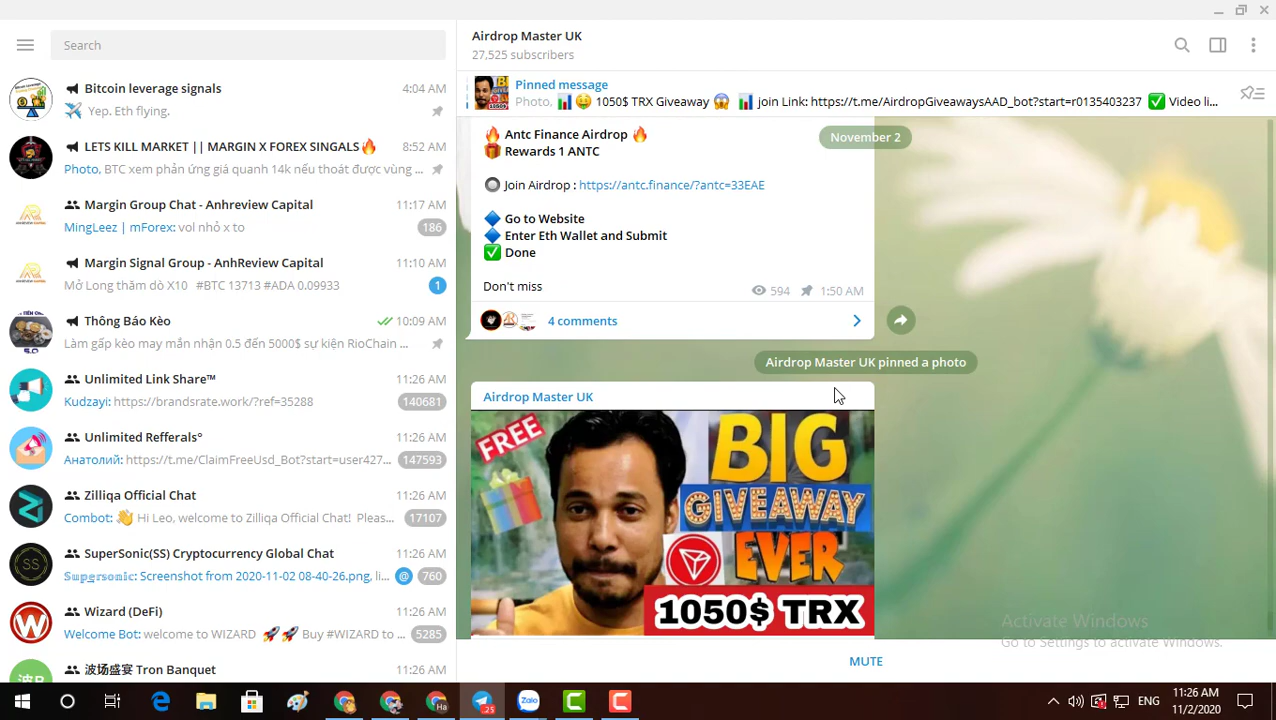 Search
Bitcoin leverage signals
4:04 AM
Yep. Eth flying.
LETS KILL MARKET || MARGIN X FOREX SINGALS🔥
8:52 AM
Photo, BTC xem phản ứng giá quanh 14k nếu thoát được vùng ...
Margin Group Chat - Anhreview Capital
11:17 AM
MingLeez | mForex: vol nhỏ x to
186
Margin Signal Group - AnhReview Capital
11:10 AM
Mở Long thăm dò X10 #BTC 13713 #ADA 0.09933
1
Thông Báo Kèo
10:09 AM
Làm gấp kèo may mắn nhận 0.5 đến 5000$ sự kiện RioChain ...
Unlimited Link Share™
11:26 AM
Kudzayi: https://brandsrate.work/?ref=35288
140681
Unlimited Refferals°
11:26 AM
Анатолий: https://t.me/ClaimFreeUsd_Bot?start=user427...
147593
Zilliqa Official Chat
11:26 AM
Combot: 👋 Hi Leo, welcome to Zilliqa Official Chat! Pleas...
17107
SuperSonic(SS) Cryptocurrency Global Chat
11:26 AM
𝕊𝕦𝕡𝕖𝕣𝕤𝕠𝕟𝕚𝕔: Screenshot from 2020-11-02 08-40-26.png, li...
@ 760
Wizard (DeFi)
11:26 AM
Welcome Bot: welcome to WIZARD 🚀🚀 Buy #WIZARD to ...
5285
波场盛宴 Tron Banquet
11:26 AM
Airdrop Master UK
27,525 subscribers
Pinned message
Photo, 📊 🤑 1050$ TRX Giveaway 😱 📊 join Link: https://t.me/AirdropGiveawaysAAD_bot?start=r0135403237 ✅ Video li...
November 2
🔥 Antc Finance Airdrop 🔥
🎁 Rewards 1 ANTC
🔘 Join Airdrop : https://antc.finance/?antc=33EAE
🔷 Go to Website
🔷 Enter Eth Wallet and Submit
✅ Done
Don't miss
594
1:50 AM
4 comments
Airdrop Master UK pinned a photo
Airdrop Master UK
FREE
BIG
GIVEAWAY
EVER
1050$ TRX
Activate Windows
Go to Settings to activate Windows.
MUTE
Ha
.25
Zalo
ENG
11:26 AM
11/2/2020